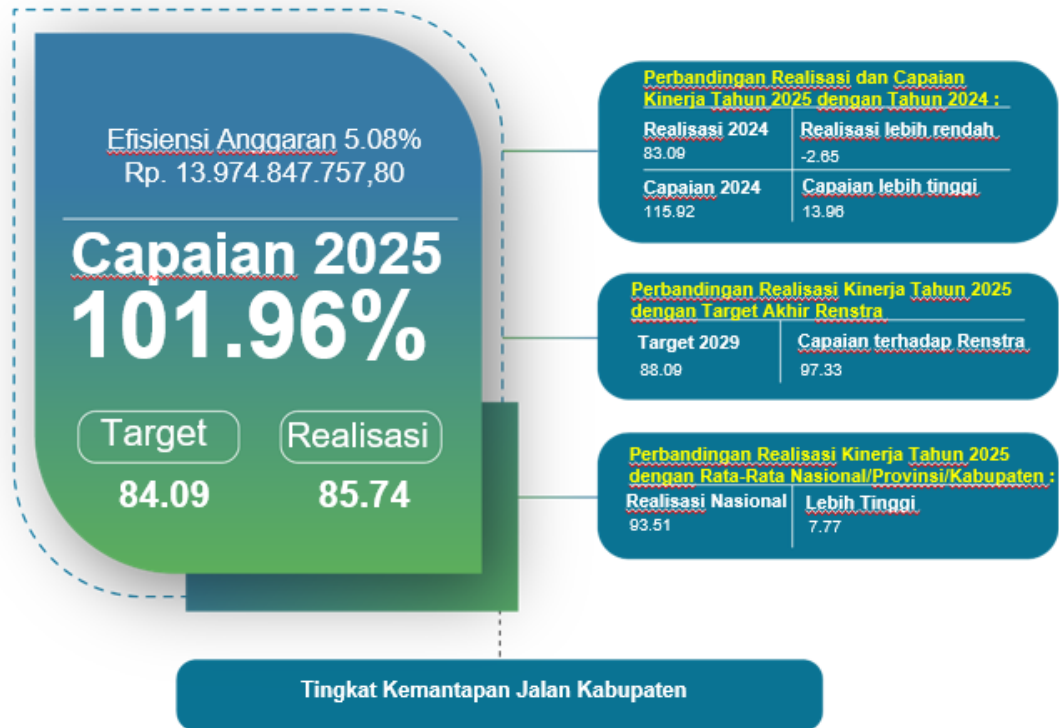 Efisiensi Anggaran 5.08%
Rp. 13.974.847.757,80
Capaian 2025
101.96%
Target
Realisasi
84.09
85.74
Perbandingan Realisasi dan Capaian
Kinerja Tahun 2025 dengan Tahun 2024 :
Realisasi 2024
Realisasi lebih rendah
83.09
-2.65
Capaian 2024
Capaian lebih tinggi
115.92
13.96
Perbandingan Realisasi Kinerja Tahun 2025
dengan Target Akhir Renstra
Target 2029
Capaian terhadap Renstra
88.09
97.33
Perbandingan Realisasi Kinerja Tahun 2025
dengan Rata-Rata Nasional/Provinsi/Kabupaten :
Realisasi Nasional
Lebih Tinggi
93.51
7.77
Tingkat Kemantapan Jalan Kabupaten